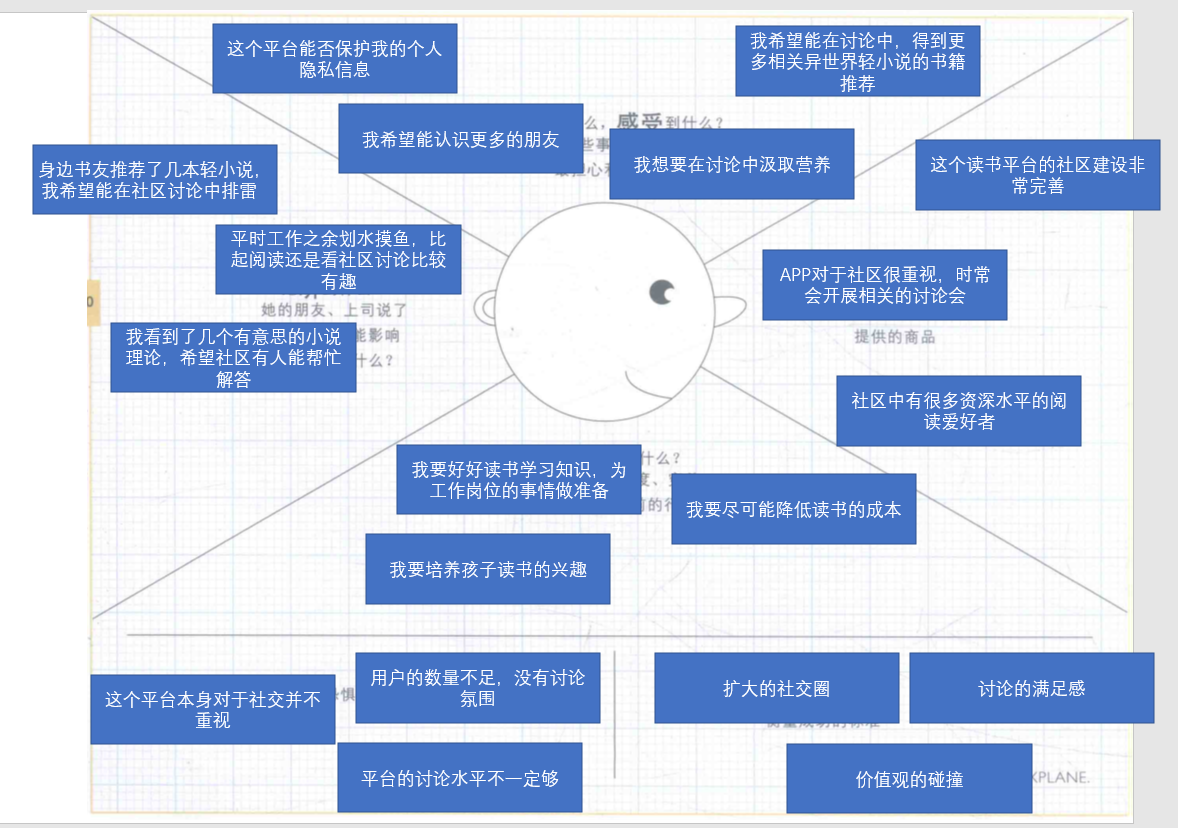 这个平台能否保护我的个人
隐私信息
我希望能在讨论中，得到更
多相关异世界轻小说的书籍
推荐
我希望能认识更多的朋友
么，感受到什么？
些事
我想要在讨论中汲取营养
身边书友推荐了几本轻小说，
我希望能在社区讨论中排雷
这个读书平台的社区建设非
常完善
平时工作之余划水摸鱼，比
起阅读还是看社区讨论比较
有趣
APP对于社区很重视，时常
会开展相关的讨论会
她的朋友、上司说了
能影响
什么？
提供的商品
我看到了几个有意思的小说
理论，希望社区有人能帮忙
解答
社区中有很多资深水平的阅
读爱好者
什么？
我要好好读书学习知识，为
工作岗位的事情做准备
我要尽可能降低读书的成本
我要培养孩子读书的兴趣
这个平台本身对于社交并不
重视
用户的数量不足，没有讨论
氛围
平台的讨论水平不一定够
扩大的社交圈
讨论的满足感
衡量成功的标准
价值观的碰撞
XPLANE.